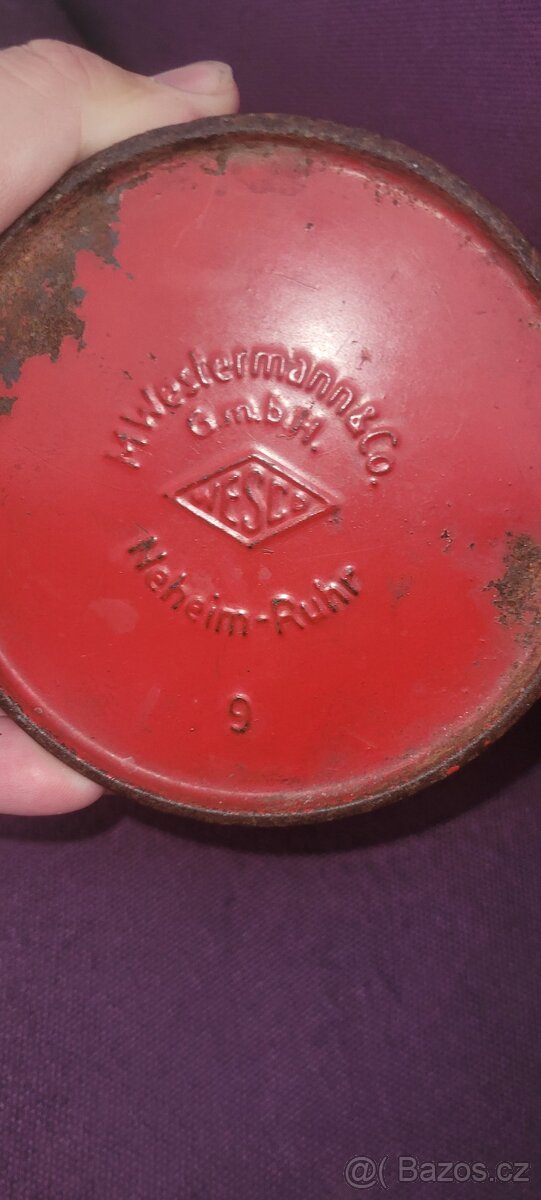 M.Westermann&Co.
G.m.b.H.
WESCO
Neheim-Ruhr
9
@( Bazos.cz